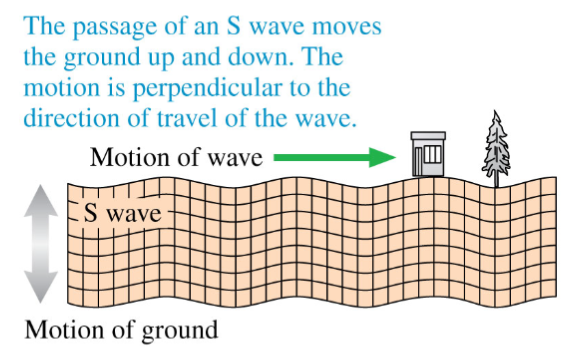 The passage of an S wave moves
the ground up and down. The
motion is perpendicular to the
direction of travel of the wave.
Motion of wave
S wave
Motion of ground